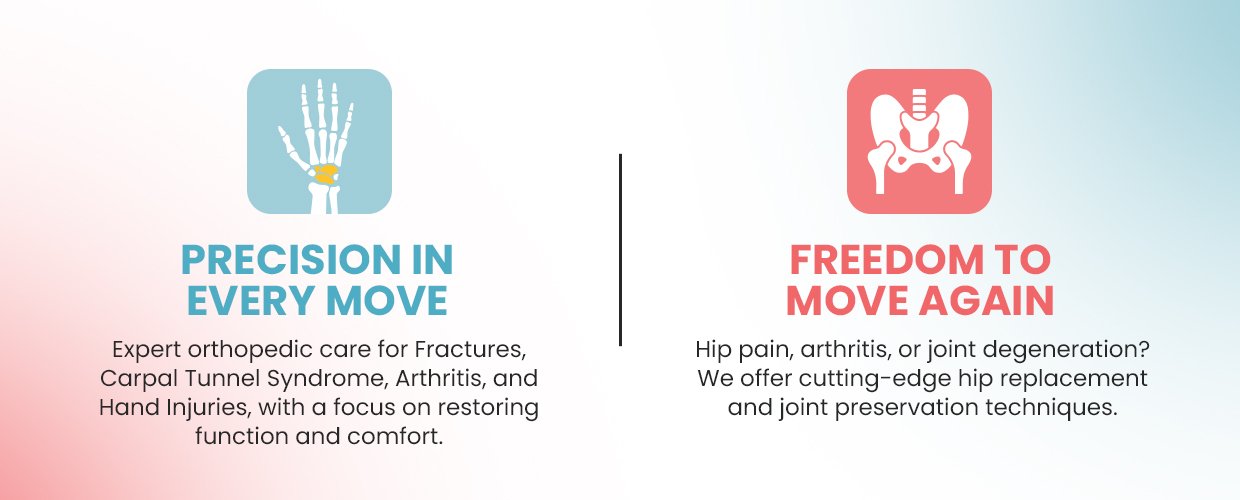 PRECISION IN
EVERY MOVE
Expert orthopedic care for Fractures,
Carpal Tunnel Syndrome, Arthritis, and
Hand Injuries, with a focus on restoring
function and comfort.
FREEDOM TO
MOVE AGAIN
Hip pain, arthritis, or joint degeneration?
We offer cutting-edge hip replacement
and joint preservation techniques.